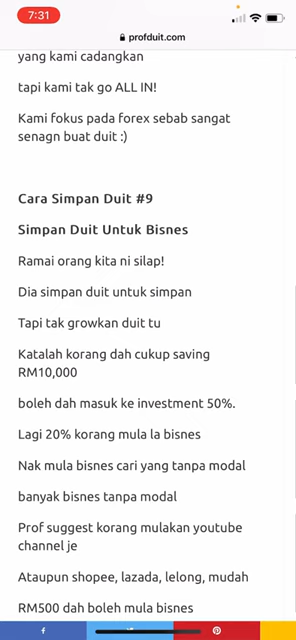 7:31
profduit.com
yang kami cadangkan
tapi kami tak go ALL IN!
Kami fokus pada forex sebab sangat
senagn buat duit :)
Cara Simpan Duit #9
Simpan Duit Untuk Bisnes
Ramai orang kita ni silap!
Dia simpan duit untuk simpan
Tapi tak growkan duit tu
Katalah korang dah cukup saving
RM10,000
boleh dah masuk ke investment 50%.
Lagi 20% korang mula la bisnes
Nak mula bisnes cari yang tanpa modal
banyak bisnes tanpa modal
Prof suggest korang mulakan youtube
channel je
Ataupun shopee, lazada, lelong, mudah
RM500 dah boleh mula bisnes